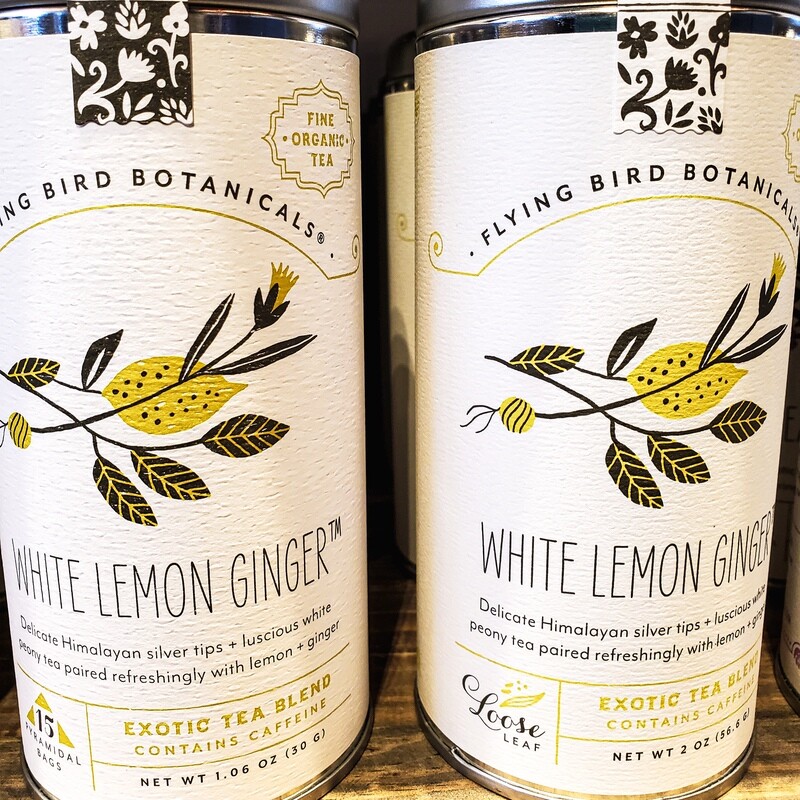 FINE
ORGANIC
TEA
BIRD BOTANICALS®
WHITE LEMON GINGER™
Delicate Himalayan silver tips + luscious white
peony tea paired refreshingly with lemon + ginger
15
PYRAMIDAL
BAGS
EXOTIC TEA BLEND
CONTAINS CAFFEINE
NET WT 1.06 OZ (30 G)
FLYING BIRD BOTANICALS
WHITE LEMON GINGER
Delicate Himalayan silver tips + luscious white
peony tea paired refreshingly with lemon + ginger
Loose
LEAF
EXOTIC TEA BLEND
CONTAINS CAFFEINE
NET WT 2 OZ (56.6 G)